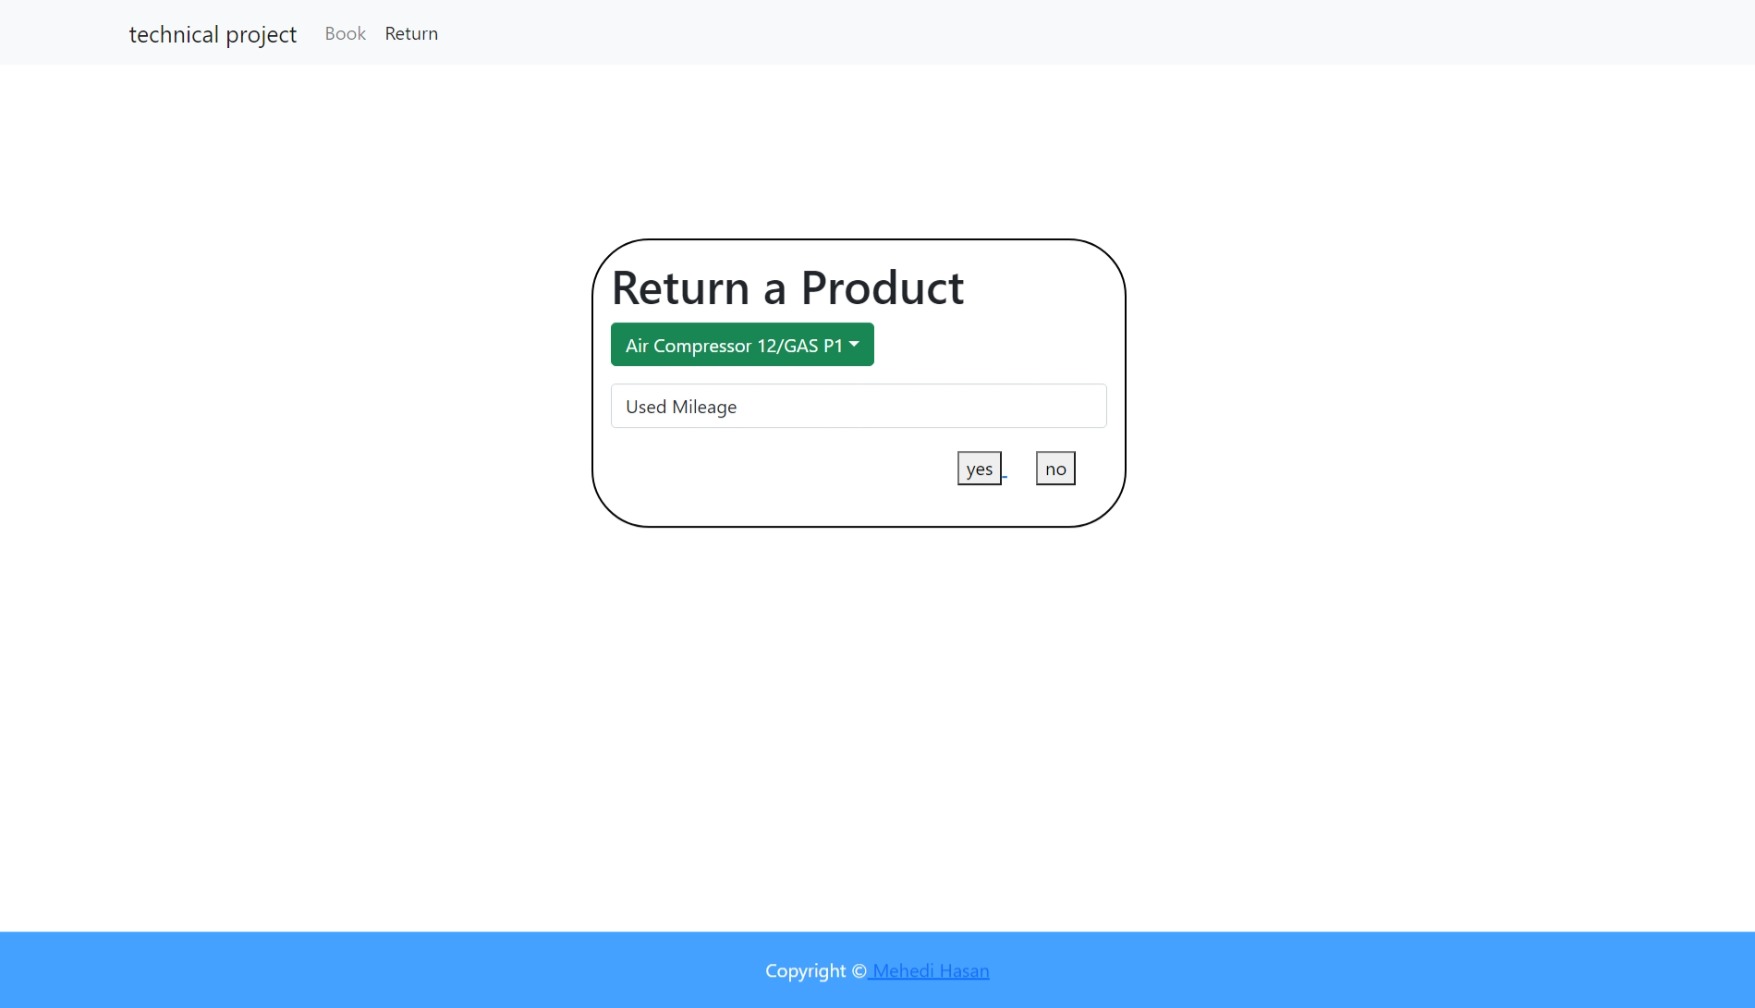 technical project Book Return
Return a Product
Air Compressor 12/GAS P1
Used Mileage
yes no
Copyright © Mehedi Hasan